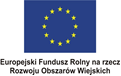 Europejski Fundusz Rolny na rzecz
Rozwoju Obszarów Wiejskich